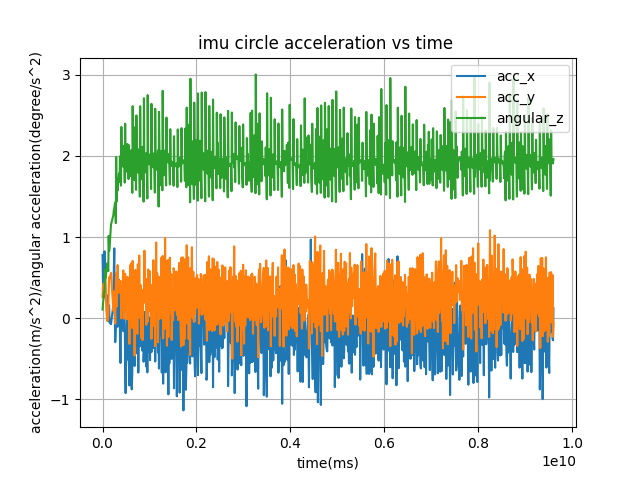 imu circle acceleration vs time
acceleration(m/s^2)/angular acceleration(degree/s^2)
3
2
1
0
−1
acc_x
acc_y
angular_z
0.0 0.2 0.4 0.6 0.8 1.0
1e10
time(ms)